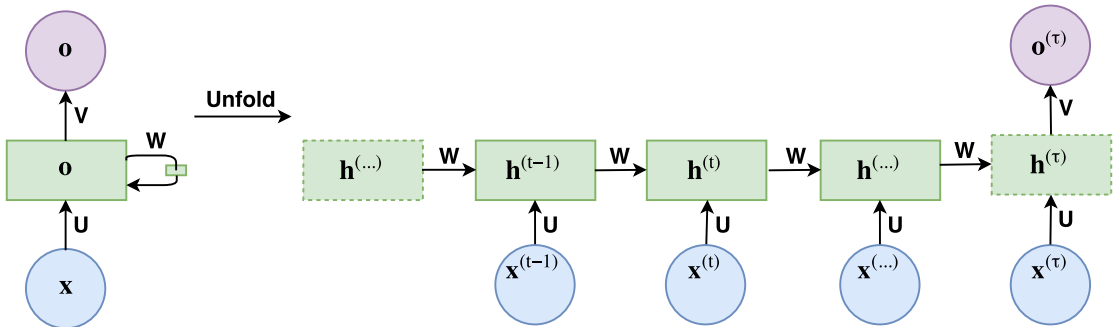 o
V
W
o
U
x
Unfold
h(...)
W
h(t−1)
W
h(t)
W
h(...)
W
h(τ)
V
o(τ)
U
U
U
U
x(t−1)
x(t)
x(...)
x(τ)